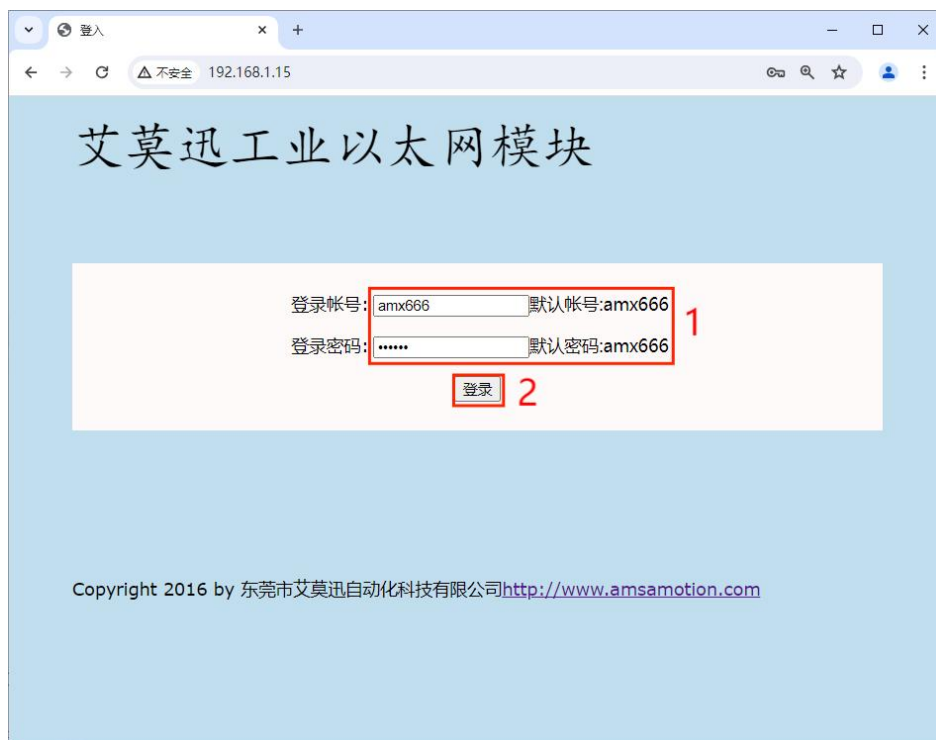 登入
不安全 192.168.1.15
艾莫迅工业以太网模块
登录帐号: amx666 默认帐号:amx666
1
登录密码: •••••• 默认密码:amx666
登录 2
Copyright 2016 by 东莞市艾莫迅自动化科技有限公司http://www.amsamotion.com